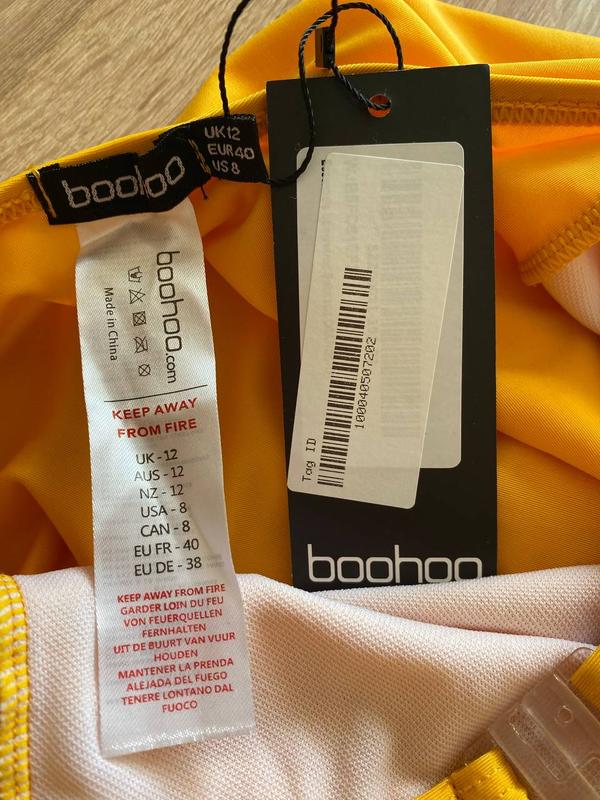 boohoo
UK12
EUR40
US 8
boohoo.com
Made in China
KEEP AWAY
FROM FIRE
UK - 12
AUS - 12
NZ - 12
USA - 8
CAN - 8
EU FR - 40
EU DE - 38
KEEP AWAY FROM FIRE
GARDER LOIN DU FEU
VON FEUERQUELLEN
FERNHALTEN
UIT DE BUURT VAN VUUR
HOUDEN
MANTENER LA PRENDA
ALEJADA DEL FUEGO
TENERE LONTANO DAL
FUOCO
Tag ID
100040507202
boohoo